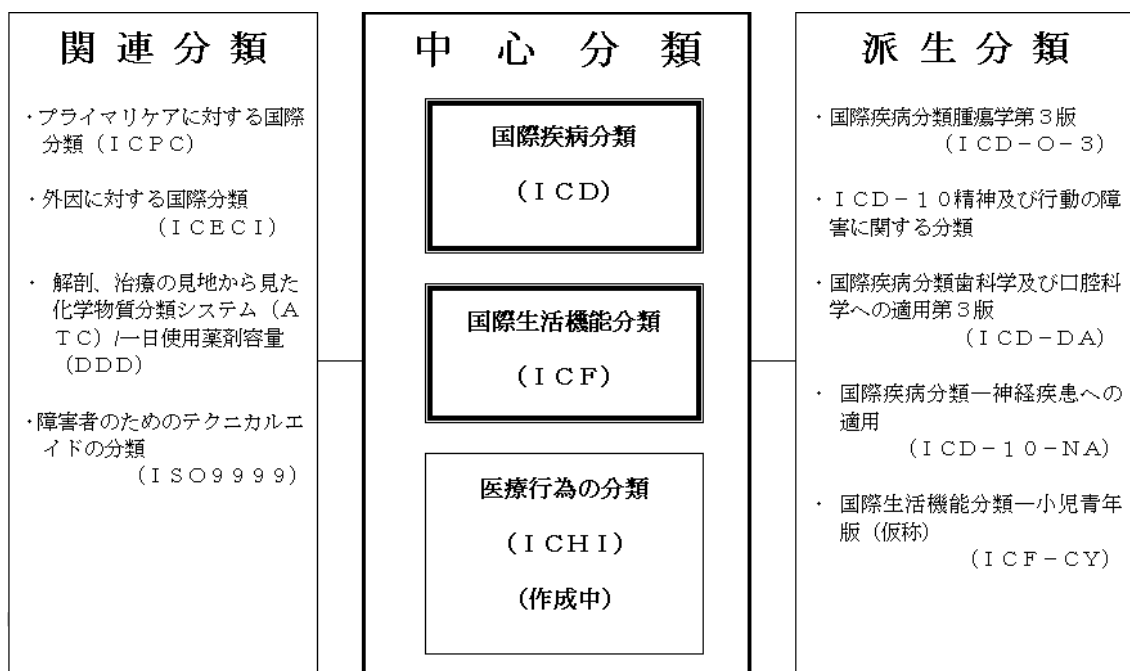 関連分類
・プライマリケアに対する国際
分類（ＩＣＰＣ）
・外因に対する国際分類
（ＩＣＥＣＩ）
・ 解剖、治療の見地から見た
化学物質分類システム（Ａ
ＴＣ）/一日使用薬剤容量
（DDD）
・障害者のためのテクニカルエ
イドの分類
（ＩＳＯ９９９９）
中心分類
国際疾病分類
（ＩＣＤ）
国際生活機能分類
（ＩＣＦ）
医療行為の分類
（ＩＣＨＩ）
（作成中）
派生分類
・国際疾病分類腫瘍学第３版
（ＩＣＤ－Ｏ－３）
・ＩＣＤ－１０精神及び行動の障
害に関する分類
・国際疾病分類歯科学及び口腔科
学への適用第３版
（ＩＣＤ－ＤＡ）
・ 国際疾病分類―神経疾患への
適用
（ＩＣＤ－１０－ＮＡ）
・ 国際生活機能分類―小児青年
版（仮称）
（ＩＣＦ－ＣＹ）